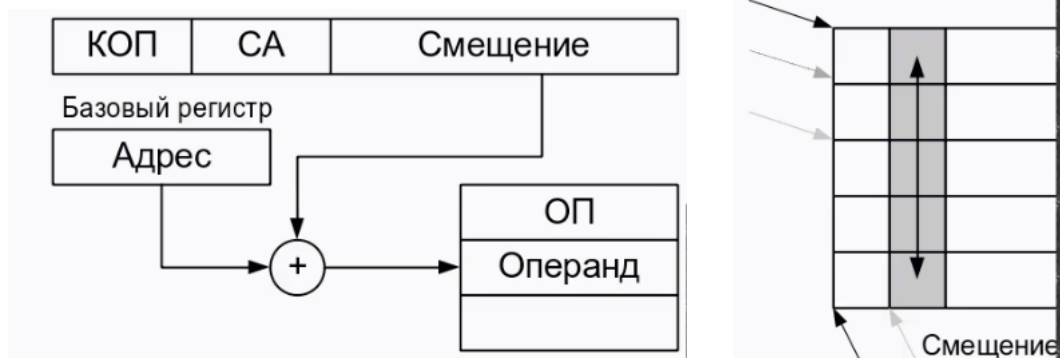 КОП СА Смещение
Базовый регистр
Адрес
ОП
+
Операнд
Смещение